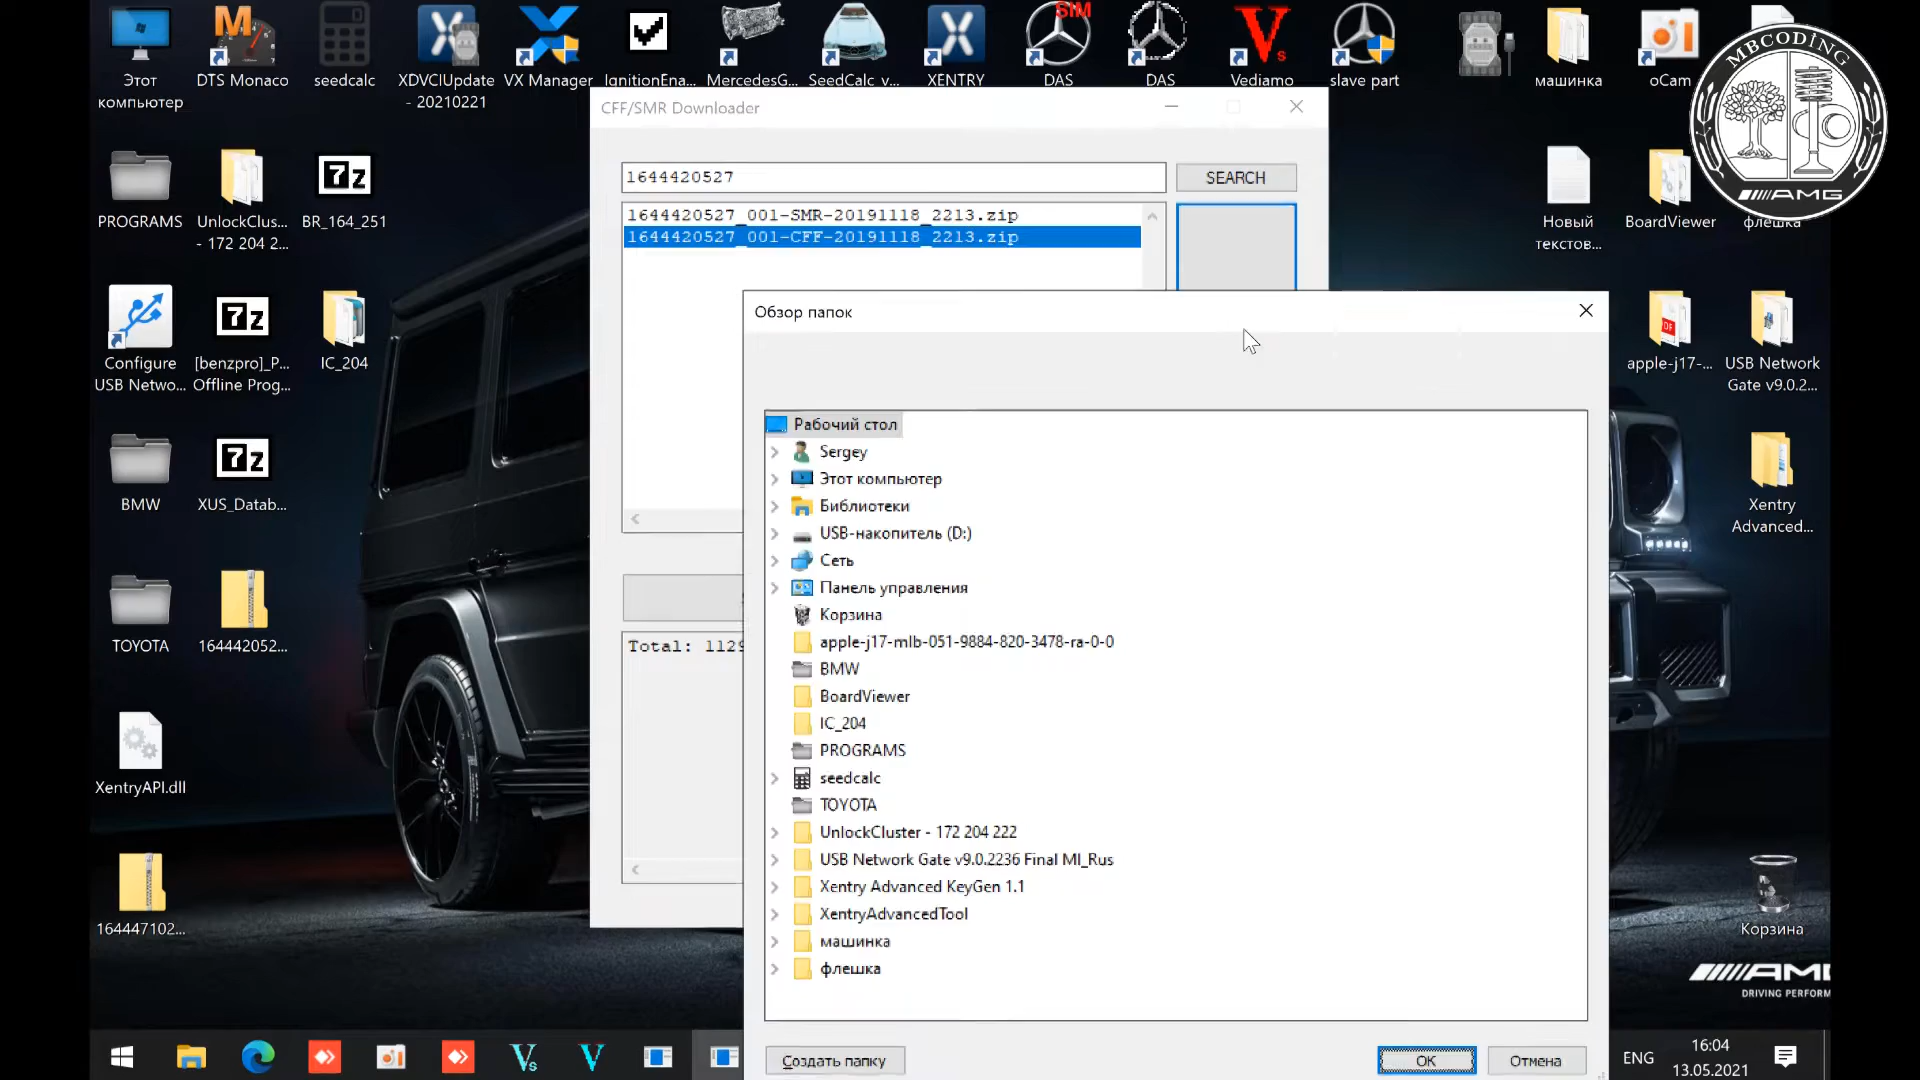 Этот
компьютер
DTS Monaco
seedcalc
XDVCIUpdate
- 20210221
VX Manager
IgnitionEna...
MercedesG...
SeedCalc v...
XENTRY
SIM
DAS
DAS
Vediamo
slave part
машинка
oCam
MBCODING
AMG
PROGRAMS
UnlockClus...
- 172 204 2...
7z
BR_164_251
Новый
текстов...
BoardViewer
флешка
Configure
USB Netwo...
7z
[benzpro]_P...
Offline Prog...
IC_204
apple-j17-...
USB Network
Gate v9.0.2...
BMW
7z
XUS_Datab...
Xentry
Advanced...
TOYOTA
164442052...
XentryAPI.dll
164447102...
Корзина
DRIVING PERFORM
CFF/SMR Downloader
1644420527
SEARCH
1644420527_001-SMR-20191118_2213.zip
1644420527_001-CFF-20191118_2213.zip
Total: 1129
Обзор папок
Рабочий стол
Sergey
Этот компьютер
Библиотеки
USB-накопитель (D:)
Сеть
Панель управления
Корзина
apple-j17-mlb-051-9884-820-3478-ra-0-0
BMW
BoardViewer
IC_204
PROGRAMS
seedcalc
TOYOTA
UnlockCluster - 172 204 222
USB Network Gate v9.0.2236 Final Ml_Rus
Xentry Advanced KeyGen 1.1
XentryAdvancedTool
машинка
флешка
Создать папку
OK
Отмена
ENG
16:04
13.05.2021